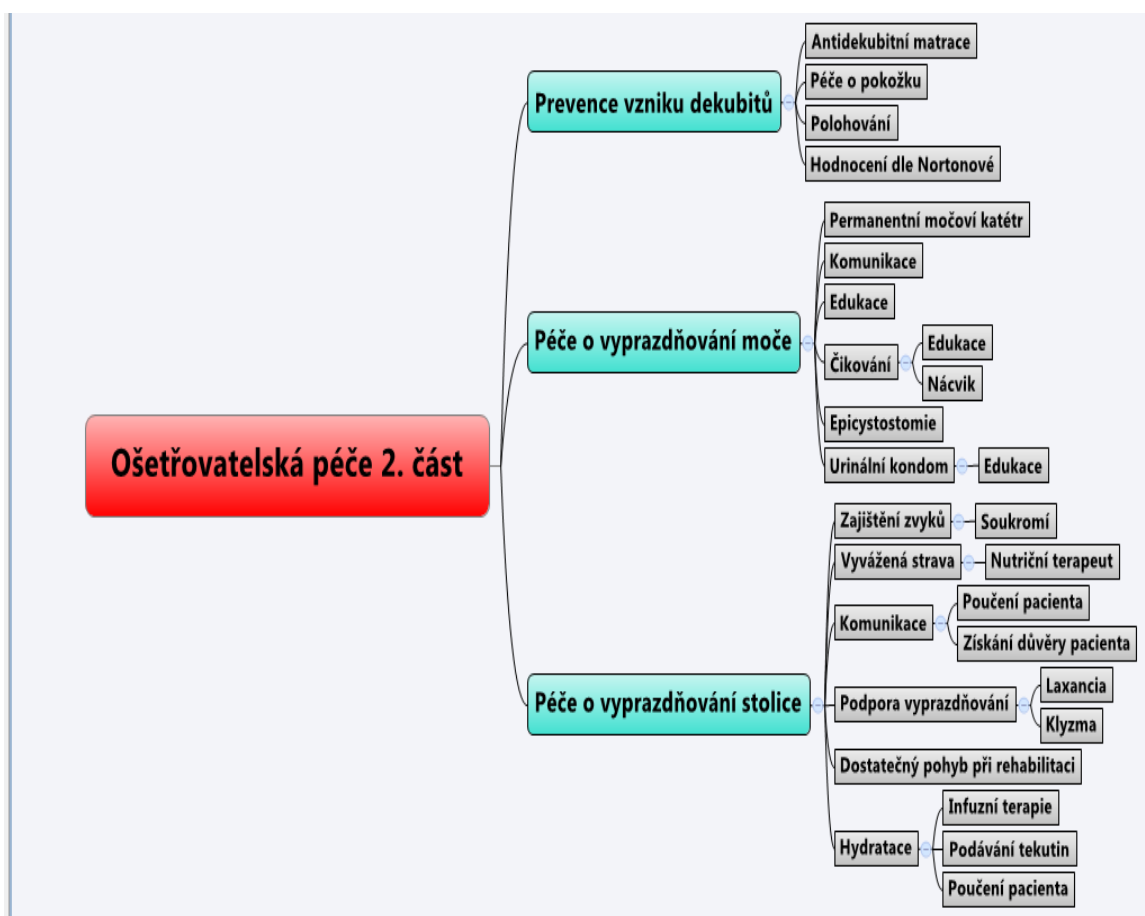 Ošetřovatelská péče 2. část
Prevence vzniku dekubitů
Antidekubitní matrace
Péče o pokožku
Polohování
Hodnocení dle Nortonové
Péče o vyprazdňování moče
Permanentní močoví katétr
Komunikace
Edukace
Čikování
Edukace
Nácvik
Epicystostomie
Urinální kondom
Edukace
Péče o vyprazdňování stolice
Zajištění zvyků
Soukromí
Vyvážená strava
Nutriční terapeut
Komunikace
Poučení pacienta
Získání důvěry pacienta
Podpora vyprazdňování
Laxancia
Klyzma
Dostatečný pohyb při rehabilitaci
Hydratace
Infuzní terapie
Podávání tekutin
Poučení pacienta